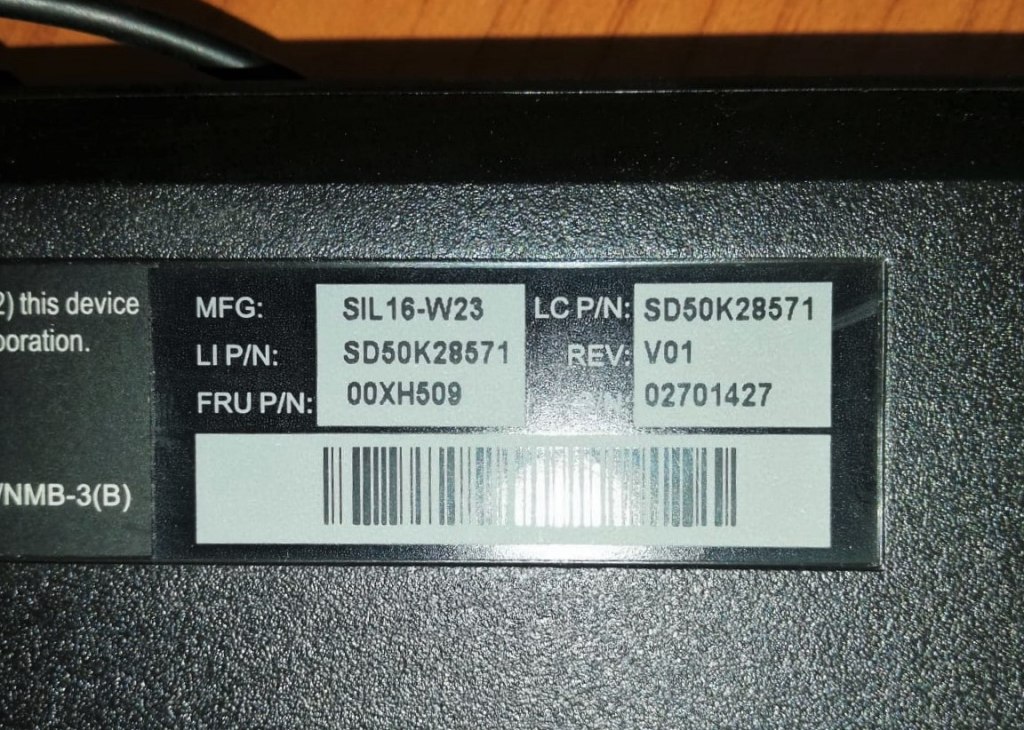 2) this device
poration.
/NMB-3(B)
MFG: SIL16-W23 LC P/N: SD50K28571
LI P/N: SD50K28571 REV: V01
FRU P/N: 00XH509 02701427